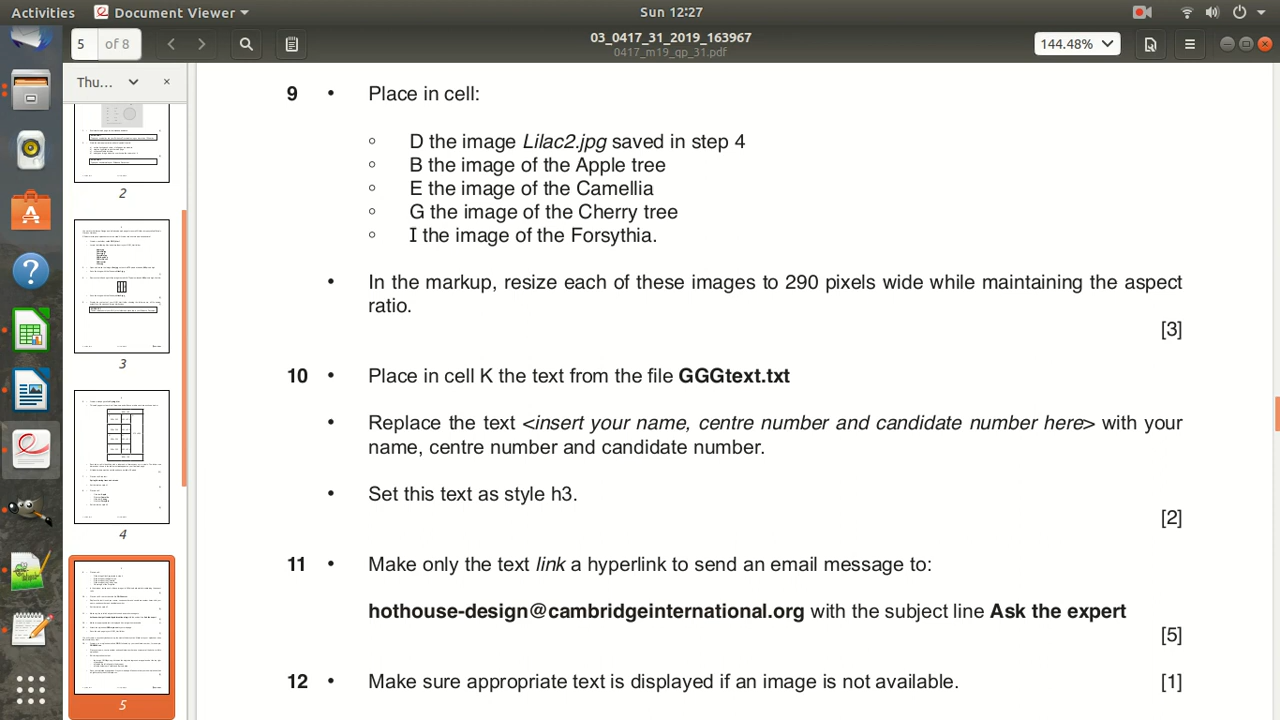 Activities
Document Viewer
Sun 12:27
5 of 8
03_0417_31_2019_163967
0417_m19_qp_31.pdf
144.48%
Thu...
2
3
4
5
9 • Place in cell:
○ D the image Lilac2.jpg saved in step 4
○ B the image of the Apple tree
○ E the image of the Camellia
○ G the image of the Cherry tree
○ I the image of the Forsythia.
• In the markup, resize each of these images to 290 pixels wide while maintaining the aspect
ratio.
[3]
10 • Place in cell K the text from the file GGGtext.txt
• Replace the text <insert your name, centre number and candidate number here> with your
name, centre number and candidate number.
• Set this text as style h3.
[2]
11 • Make only the text link a hyperlink to send an email message to:
hothouse-design@cambridgeinternational.org with the subject line Ask the expert
[5]
12 • Make sure appropriate text is displayed if an image is not available. [1]